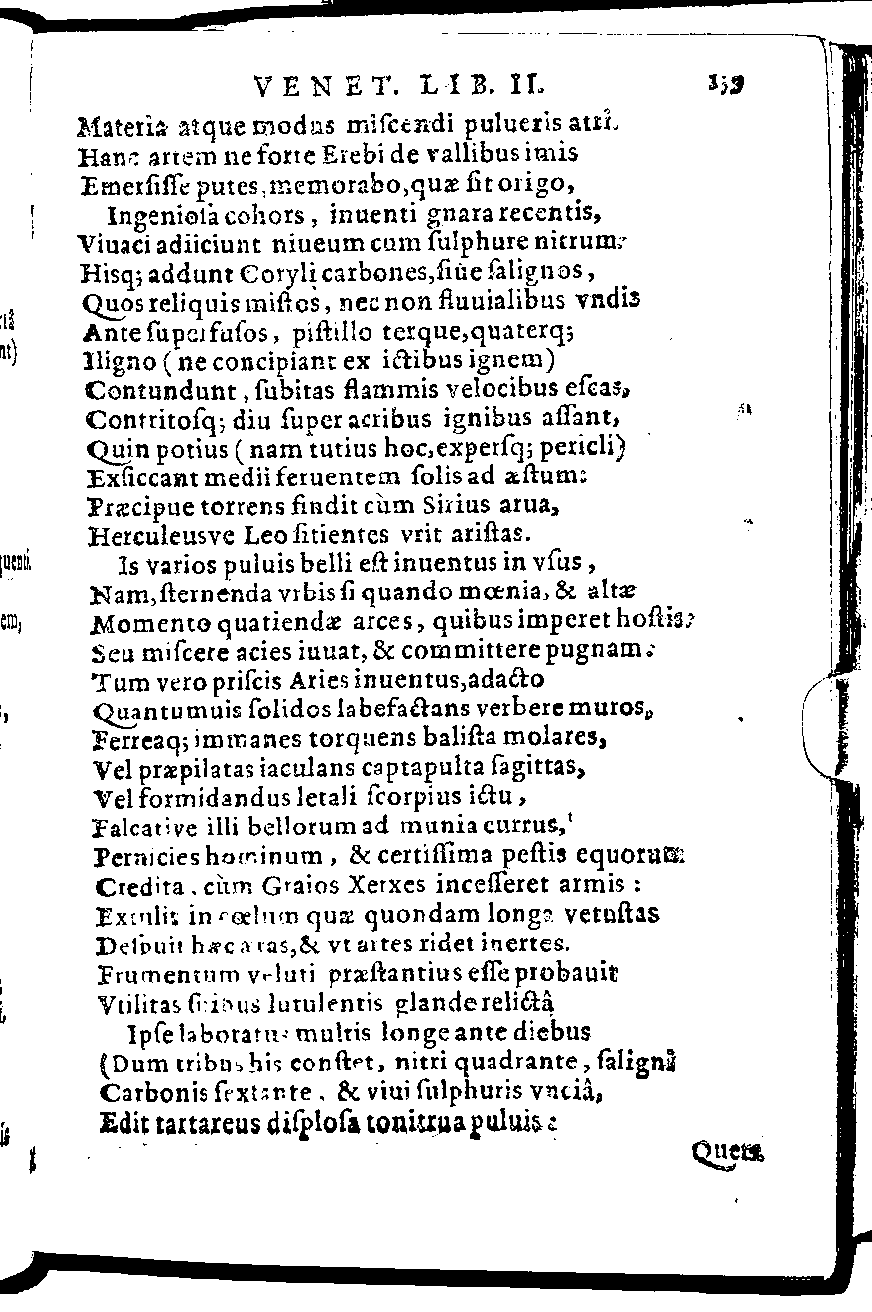 VENET. LIB. II. 159
Materia atque modus miſcendi pulueris atri.
Hanc artem ne forte Erebi de vallibus imis
Emerſiſſe putes, memorabo, quæ ſit origo,
Ingenioſa cohors, inuenti gnara recentis,
Viuaci adiiciunt niueum cum ſulphure nitrum:
Hisq; addunt Coryli carbones, ſiue ſalignos,
Quos reliquis miſtos, nec non fluuialibus vndis
Ante ſuperfuſos, piſtillo terque, quaterq;
Iligno (ne concipiant ex ictibus ignem)
Contundunt, ſubitas flammis velocibus eſcas,
Contritoſq; diu ſuper acribus ignibus aſſant,
Quin potius (nam tutius hoc, experſq; pericli)
Exſiccant medii feruentem ſolis ad æſtum:
Præcipue torrens findit cùm Sirius arua,
Herculeusve Leo ſitientes vrit ariſtas.
Is varios puluis belli eſt inuentus in vſus,
Nam, ſternenda vrbis ſi quando mœnia, & altæ
Momento quatiendæ arces, quibus imperet hoſtis:
Seu miſcere acies iuuat, & committere pugnam:
Tum vero priſcis Aries inuentus, adacto
Quantumuis ſolidos labefactans verbere muros,
Ferreaq; immanes torquens baliſta molares,
Vel præpilatas iaculans captapulta ſagittas,
Vel formidandus letali ſcorpius ictu,
Falcative illi bellorum ad munia currus,
Pernicies hominum, & certiſſima peſtis equorum
Credita, cùm Graios Xerxes inceſſeret armis:
Extulit in cœlum quæ quondam longa vetuſtas
Deſpuit hæc ætas, & vt artes ridet inertes.
Frumentum veluti præſtantius eſſe probauit
Vtilitas ſuibus lutulentis glande relictâ
Ipſe laboratus multis longe ante diebus
(Dum tribus his conſtet, nitri quadrante, ſalignâ
Carbonis ſextante, & viui ſulphuris vnciâ,
Edit tartareus diſploſa tonitrua puluis: